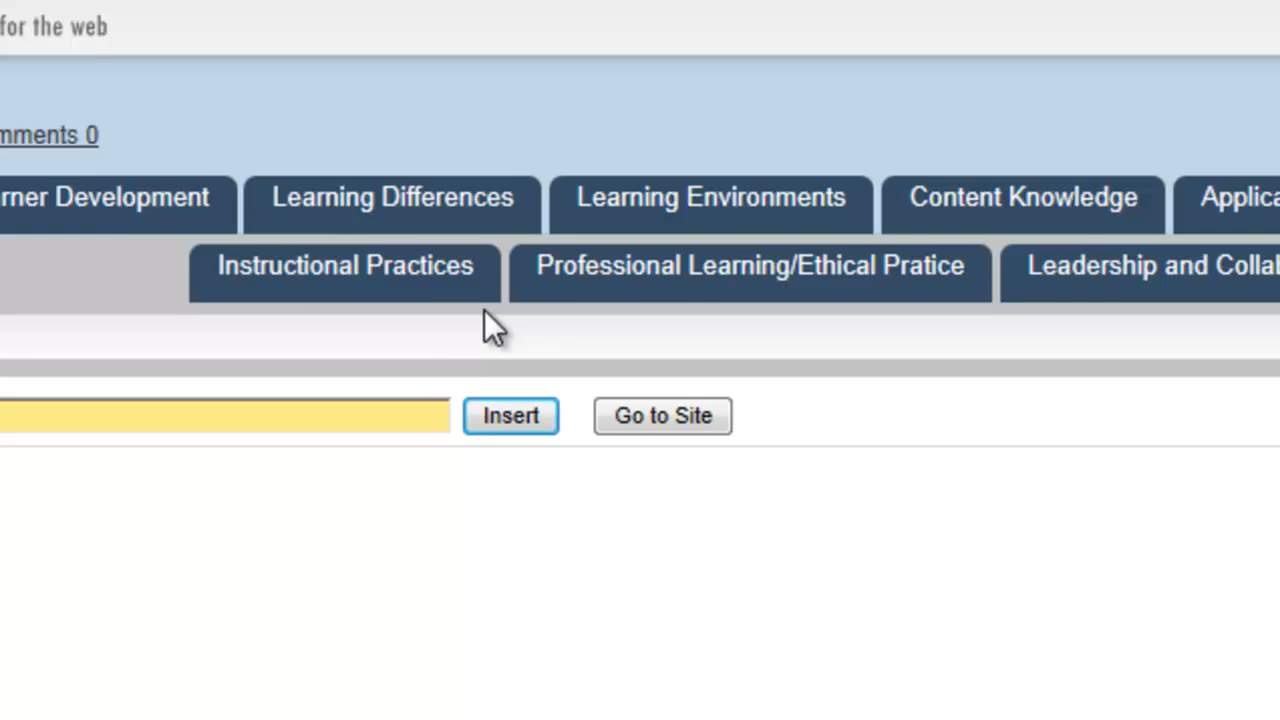 for the web
mments 0
rner Development Learning Differences Learning Environments Content Knowledge Applica
Instructional Practices Professional Learning/Ethical Pratice Leadership and Collab
Insert Go to Site